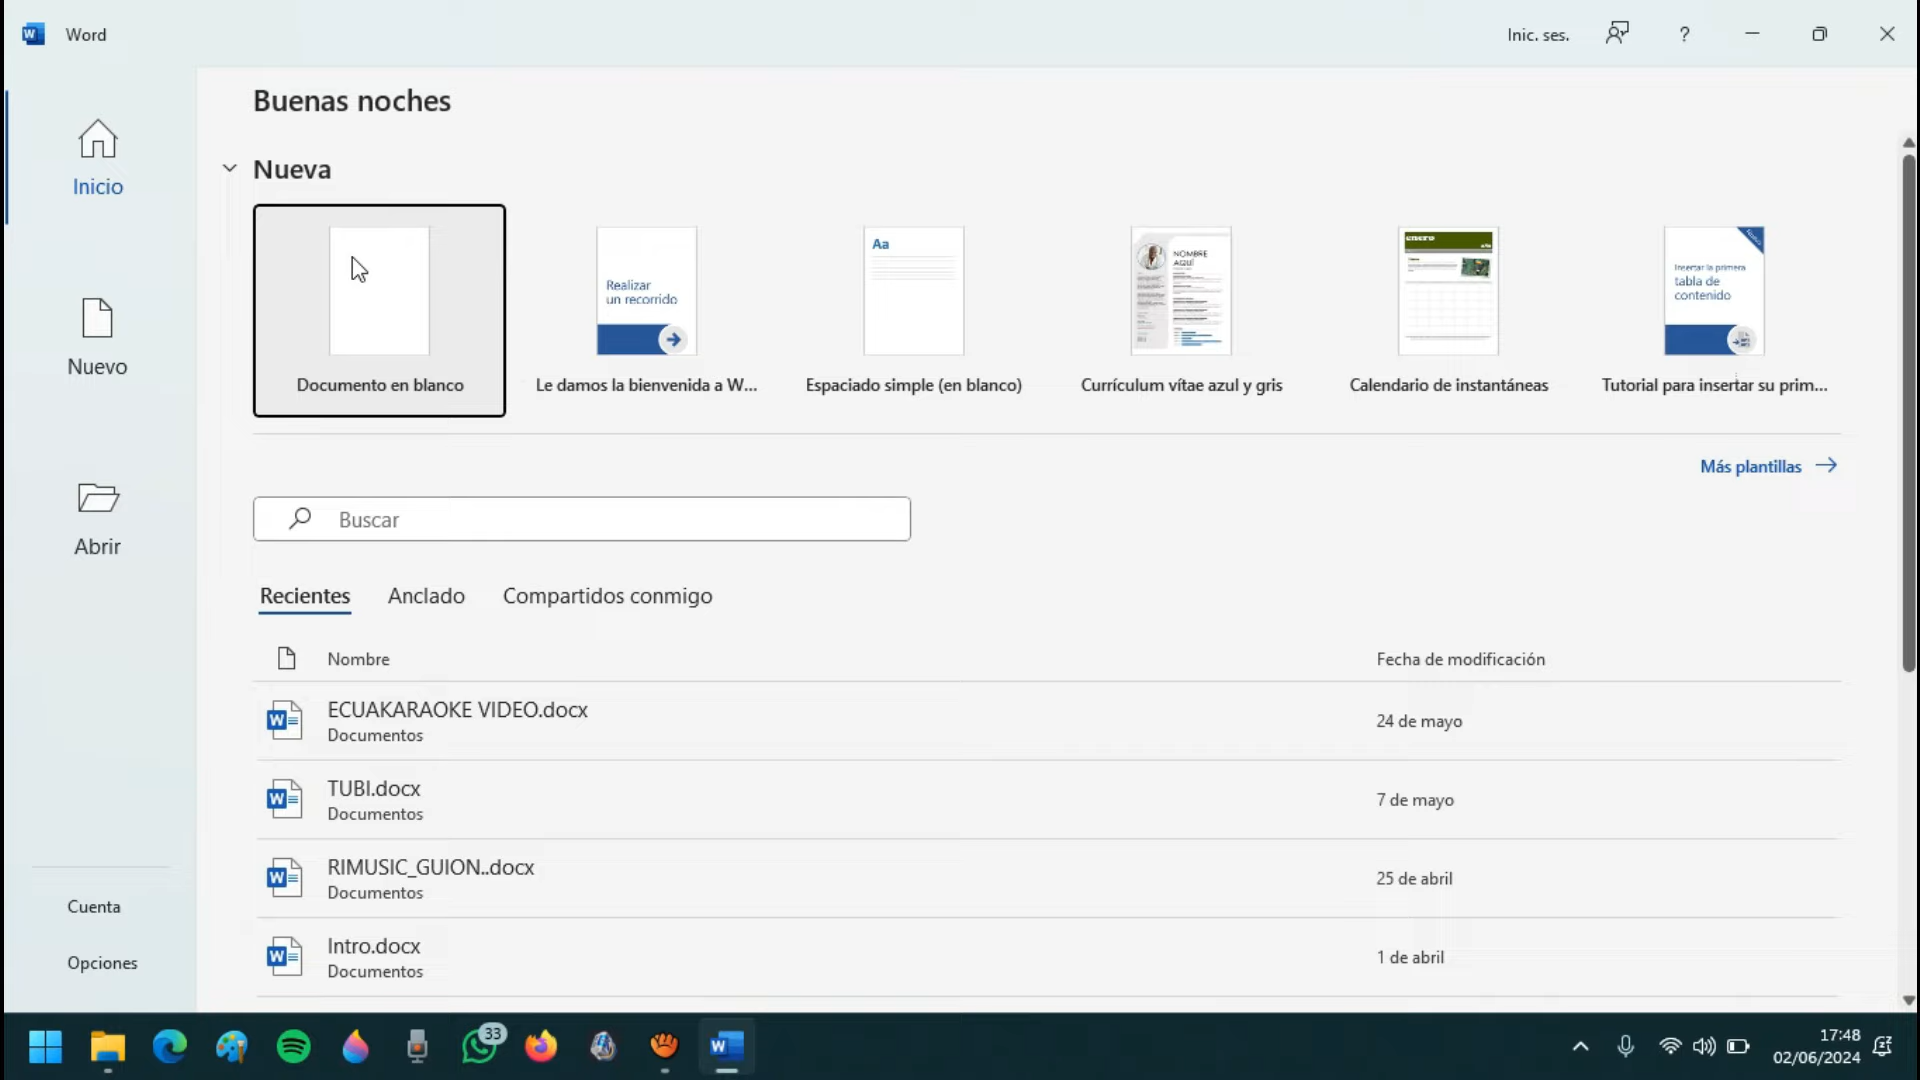 Word
Inic. ses.
?
Buenas noches
Inicio
Nueva
Nuevo
Abrir
Realizar
un recorrido
Aa
NOMBRE
AQUÍ
enero
Nuevo
Insertar la primera
tabla de
contenido
Documento en blanco
Le damos la bienvenida a W...
Espaciado simple (en blanco)
Currículum vítae azul y gris
Calendario de instantáneas
Tutorial para insertar su prim...
Más plantillas
Buscar
Recientes
Anclado
Compartidos conmigo
Nombre
Fecha de modificación
ECUAKARAOKE VIDEO.docx
Documentos
24 de mayo
TUBI.docx
Documentos
7 de mayo
RIMUSIC_GUION..docx
Documentos
25 de abril
Intro.docx
Documentos
1 de abril
Cuenta
Opciones
33
17:48
02/06/2024